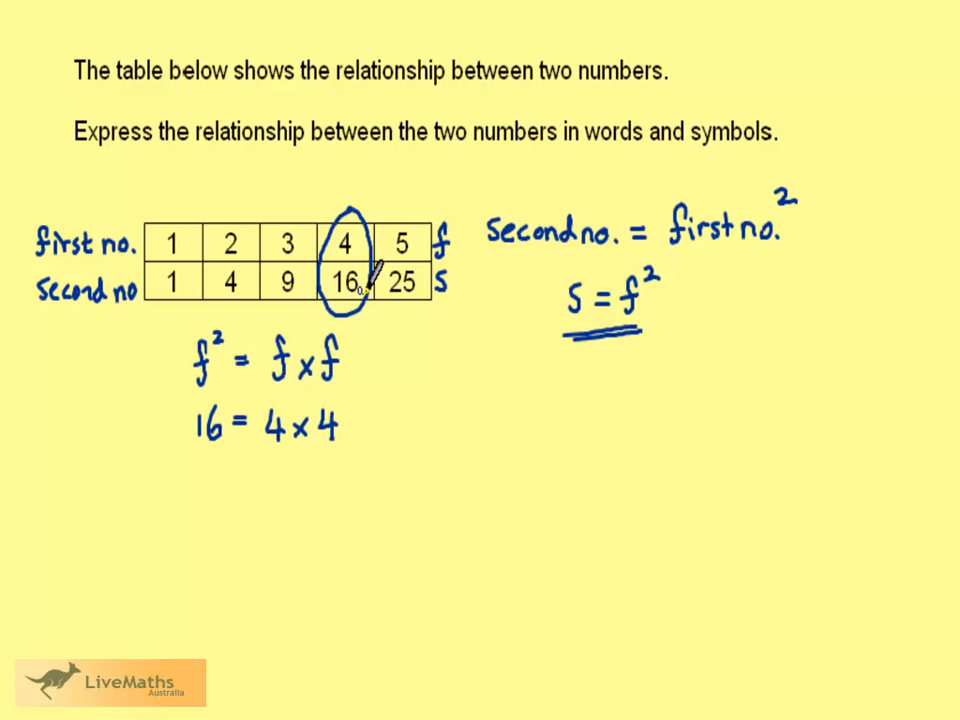 The table below shows the relationship between two numbers.
Express the relationship between the two numbers in words and symbols.
first no. 1 2 3 4 5 f
second no 1 4 9 16 25 s
second no. = first no.²
s = f²
f² = f x f
16 = 4 x 4
LiveMaths
Australia